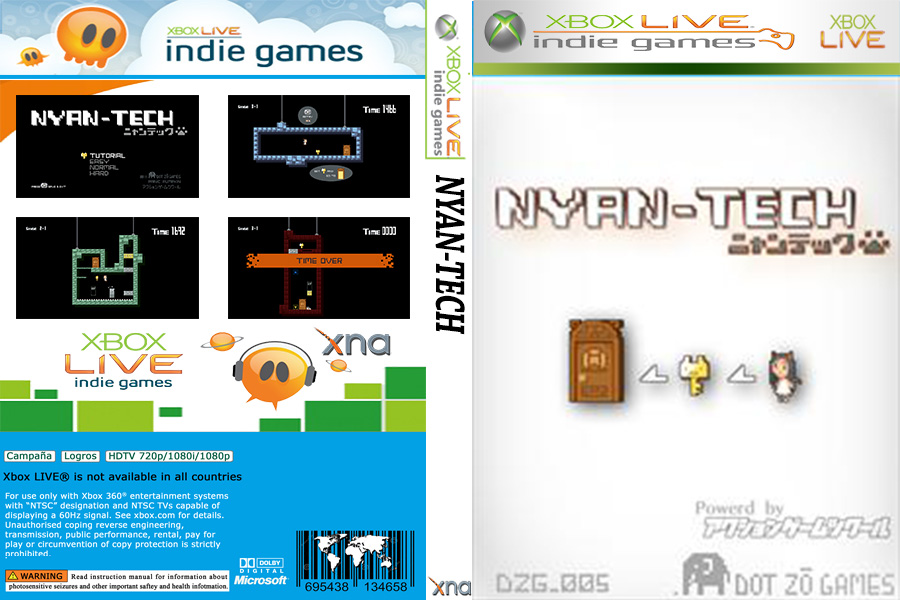 XBOX LIVE
indie games
NYAN-TECH
ニャンテック
TUTORIAL
EASY
NORMAL
HARD
TIME 1466
TIME 1692
TIME 0000
TIME OVER
XBOX
LIVE
indie games
xna
Campaña Logros HDTV 720p/1080i/1080p
Xbox LIVE® is not available in all countries
For use only with Xbox 360® entertainment systems
with "NTSC" designation and NTSC TVs capable of
displaying a 60Hz signal. See xbox.com for details.
Unauthorised coping reverse engineering,
transmission, public performance, rental, pay for
play or circumvention of copy protection is strictly
prohibited.
WARNING Read instruction manual for information about
photosensitive seizures and other important saftey and health information.
DOLBY
DIGITAL
Microsoft
695438 134658
XBOX LIVE
indie games
NYAN-TECH
xna
XBOX LIVE
indie games
XBOX
LIVE
NYAN-TECH
ニャンテック
Powerd by
アクションゲームツクール
DZG_005
DOT ZŌ GAMES